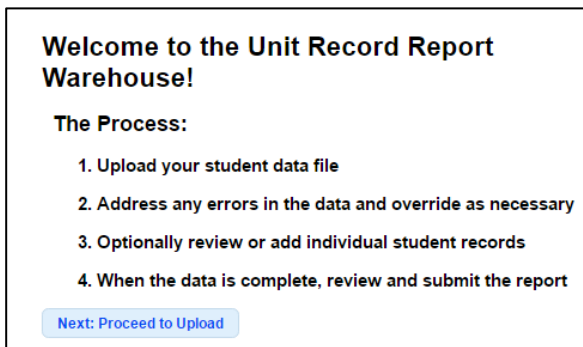 Welcome to the Unit Record Report
Warehouse!
The Process:
1. Upload your student data file
2. Address any errors in the data and override as necessary
3. Optionally review or add individual student records
4. When the data is complete, review and submit the report
Next: Proceed to Upload